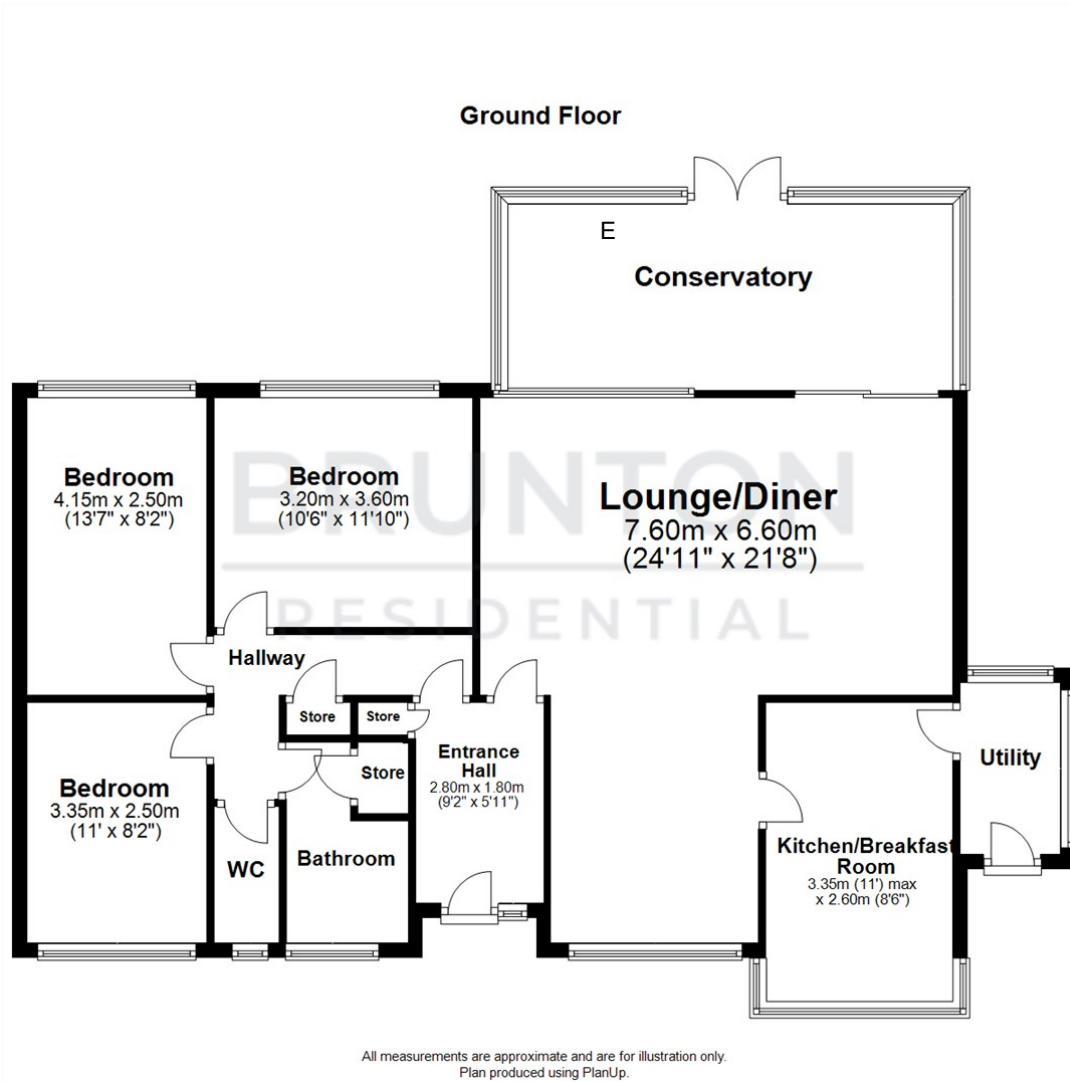 Ground Floor
E
Conservatory
Bedroom
4.15m x 2.50m
(13'7" x 8'2")
Bedroom
3.20m x 3.60m
(10'6" x 11'10")
Lounge/Diner
7.60m x 6.60m
(24'11" x 21'8")
BRUNTON
RESIDENTIAL
Hallway
Store
Store
Entrance
Hall
2.80m x 1.80m
(9'2" x 5'11")
Store
Utility
Bedroom
3.35m x 2.50m
(11' x 8'2")
WC
Bathroom
Kitchen/Breakfast
Room
3.35m (11') max
x 2.60m (8'6")
All measurements are approximate and are for illustration only.
Plan produced using PlanUp.